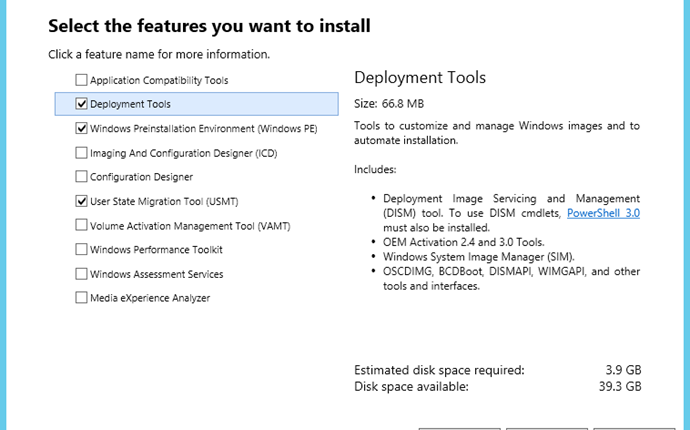 Select the features you want to install
Click a feature name for more information.
Application Compatibility Tools
Deployment Tools
Windows Preinstallation Environment (Windows PE)
Imaging And Configuration Designer (ICD)
Configuration Designer
User State Migration Tool (USMT)
Volume Activation Management Tool (VAMT)
Windows Performance Toolkit
Windows Assessment Services
Media eXperience Analyzer
Deployment Tools
Size: 66.8 MB
Tools to customize and manage Windows images and to
automate installation.
Includes:
• Deployment Image Servicing and Management
(DISM) tool. To use DISM cmdlets, PowerShell 3.0
must also be installed.
• OEM Activation 2.4 and 3.0 Tools.
• Windows System Image Manager (SIM).
• OSCDIMG, BCDBoot, DISMAPI, WIMGAPI, and other
tools and interfaces.
Estimated disk space required: 3.9 GB
Disk space available: 39.3 GB